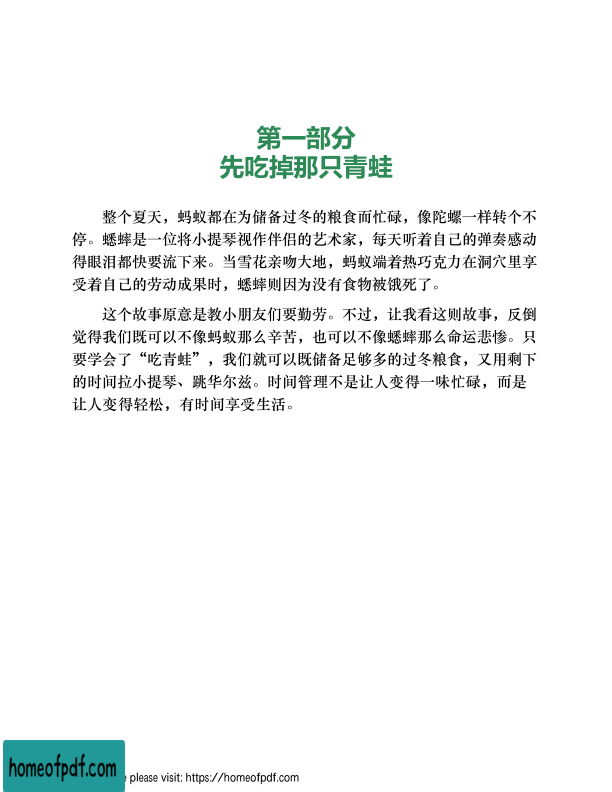 第一部分
先吃掉那只青蛙
整个夏天，蚂蚁都在为储备过冬的粮食而忙碌，像陀螺一样转个不
停。蟋蟀是一位将小提琴视作伴侣的艺术家，每天听着自己的弹奏感动
得眼泪都快要流下来。当雪花亲吻大地，蚂蚁端着热巧克力在洞穴里享
受着自己的劳动成果时，蟋蟀则因为没有食物被饿死了。
这个故事原意是教小朋友们要勤劳。不过，让我看这则故事，反倒
觉得我们既可以不像蚂蚁那么辛苦，也可以不像蟋蟀那么命运悲惨。只
要学会了“吃青蛙”，我们就可以既储备足够多的过冬粮食，又用剩下
的时间拉小提琴、跳华尔兹。时间管理不是让人变得一味忙碌，而是
让人变得轻松，有时间享受生活。
homeofpdf.com
e please visit: https://homeofpdf.com